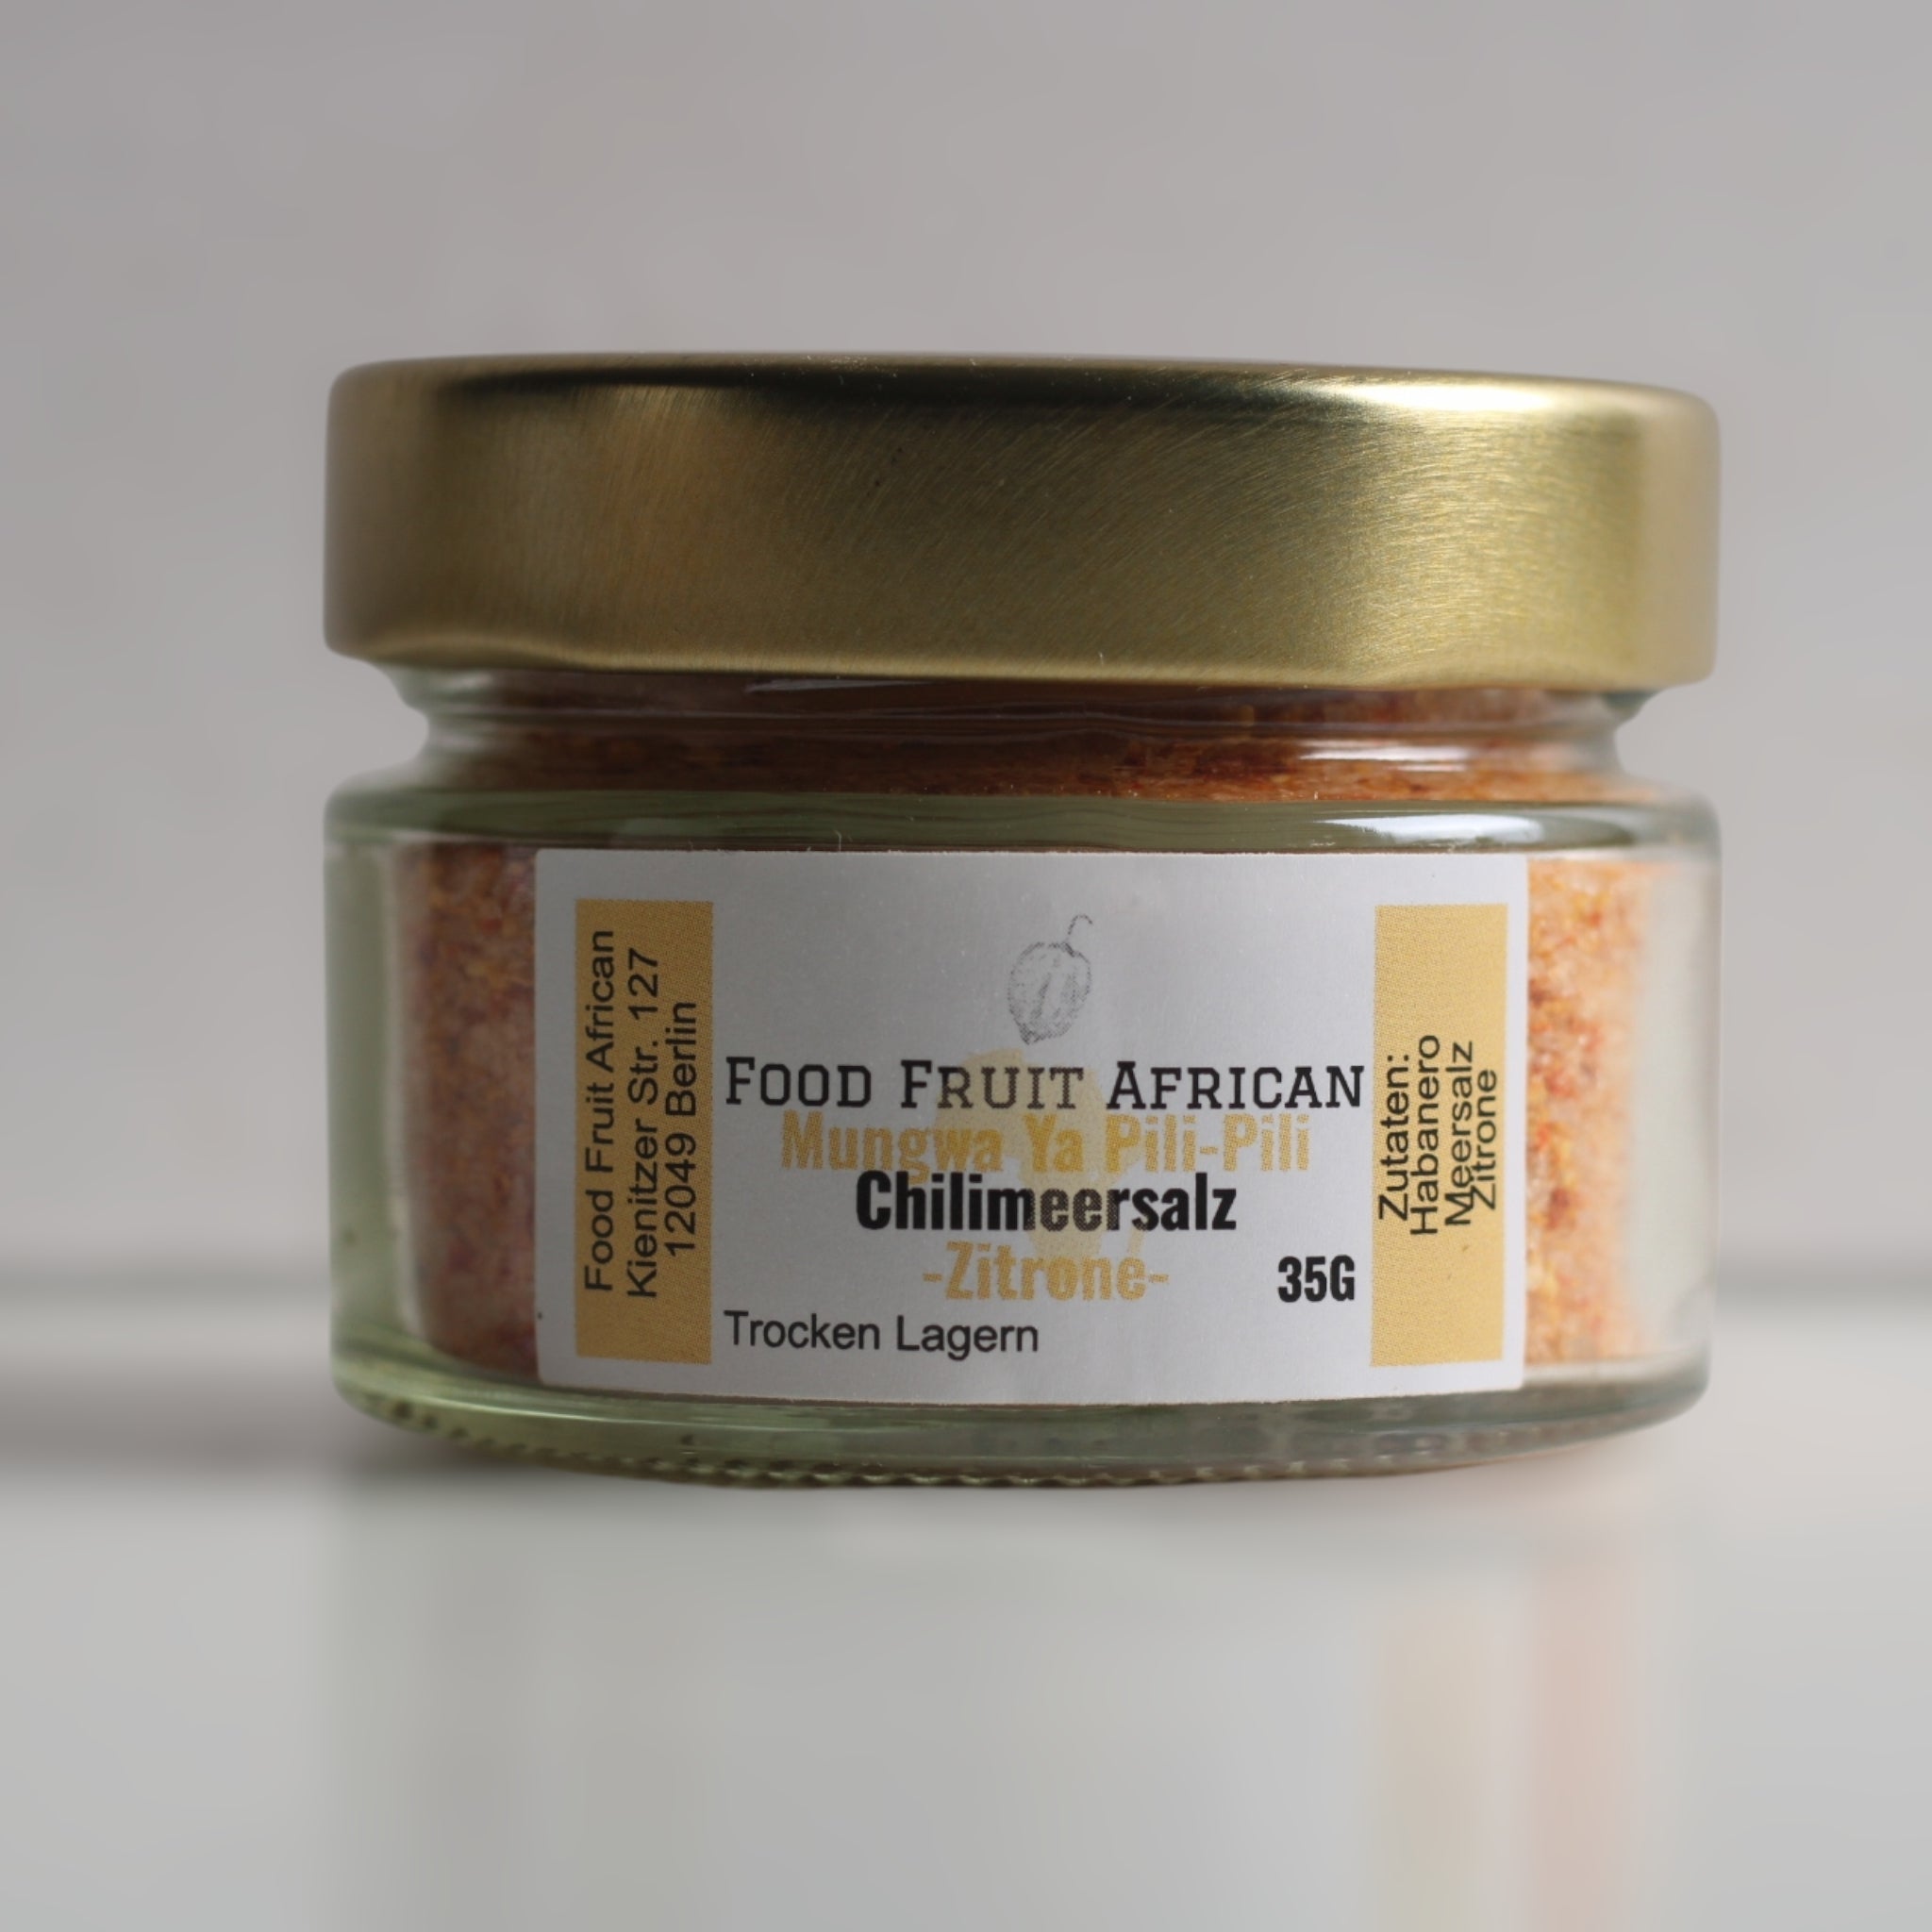 Food Fruit African
Kienitzer Str. 127
12049 Berlin
FOOD FRUIT AFRICAN
Mungwa Ya Pili-Pili
Chilimeersalz
-Zitrone-
35G
Trocken Lagern
Zutaten:
Habanero
Meersalz
Zitrone